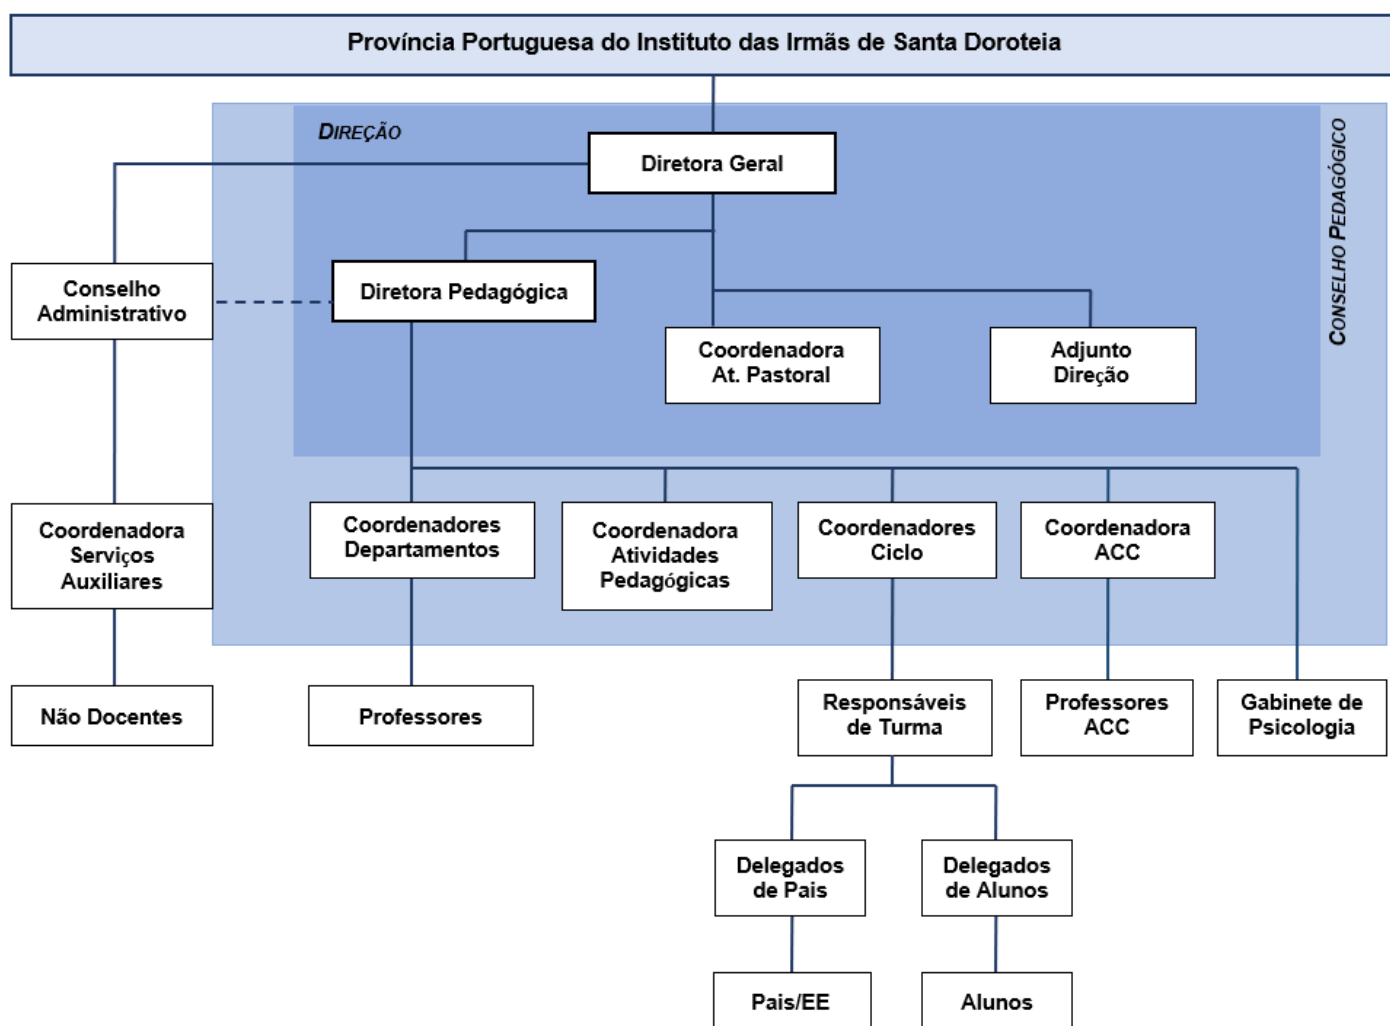 Província Portuguesa do Instituto das Irmãs de Santa Doroteia
DIREÇÃO
CONSELHO PEDAGÓGICO
Diretora Geral
Conselho
Administrativo
Diretora Pedagógica
Coordenadora
At. Pastoral
Adjunto
Direção
Coordenadora
Serviços
Auxiliares
Coordenadores
Departamentos
Coordenadora
Atividades
Pedagógicas
Coordenadores
Ciclo
Coordenadora
ACC
Não Docentes
Professores
Responsáveis
de Turma
Professores
ACC
Gabinete de
Psicologia
Delegados
de Pais
Delegados
de Alunos
Pais/EE
Alunos